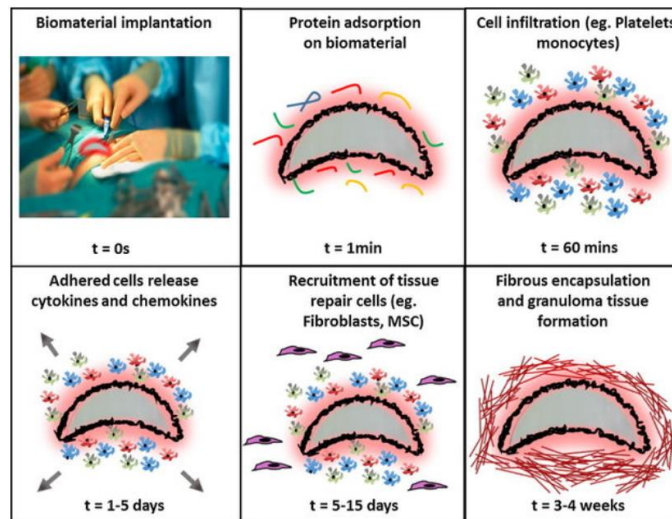 Biomaterial implantation
t = 0s
Protein adsorption
on biomaterial
t = 1min
Cell infiltration (eg. Platelets
monocytes)
t = 60 mins
Adhered cells release
cytokines and chemokines
t = 1-5 days
Recruitment of tissue
repair cells (eg.
Fibroblasts, MSC)
t = 5-15 days
Fibrous encapsulation
and granuloma tissue
formation
t = 3-4 weeks